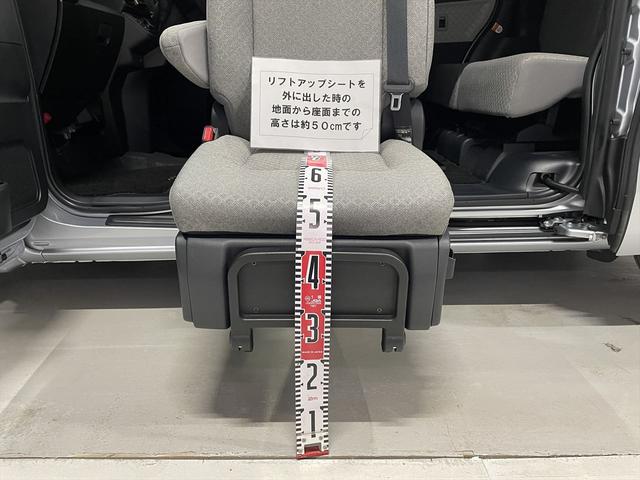 リフトアップシートを
外に出した時の
地面から座面までの
高さは約50cmです
6
5
4
3
2
1